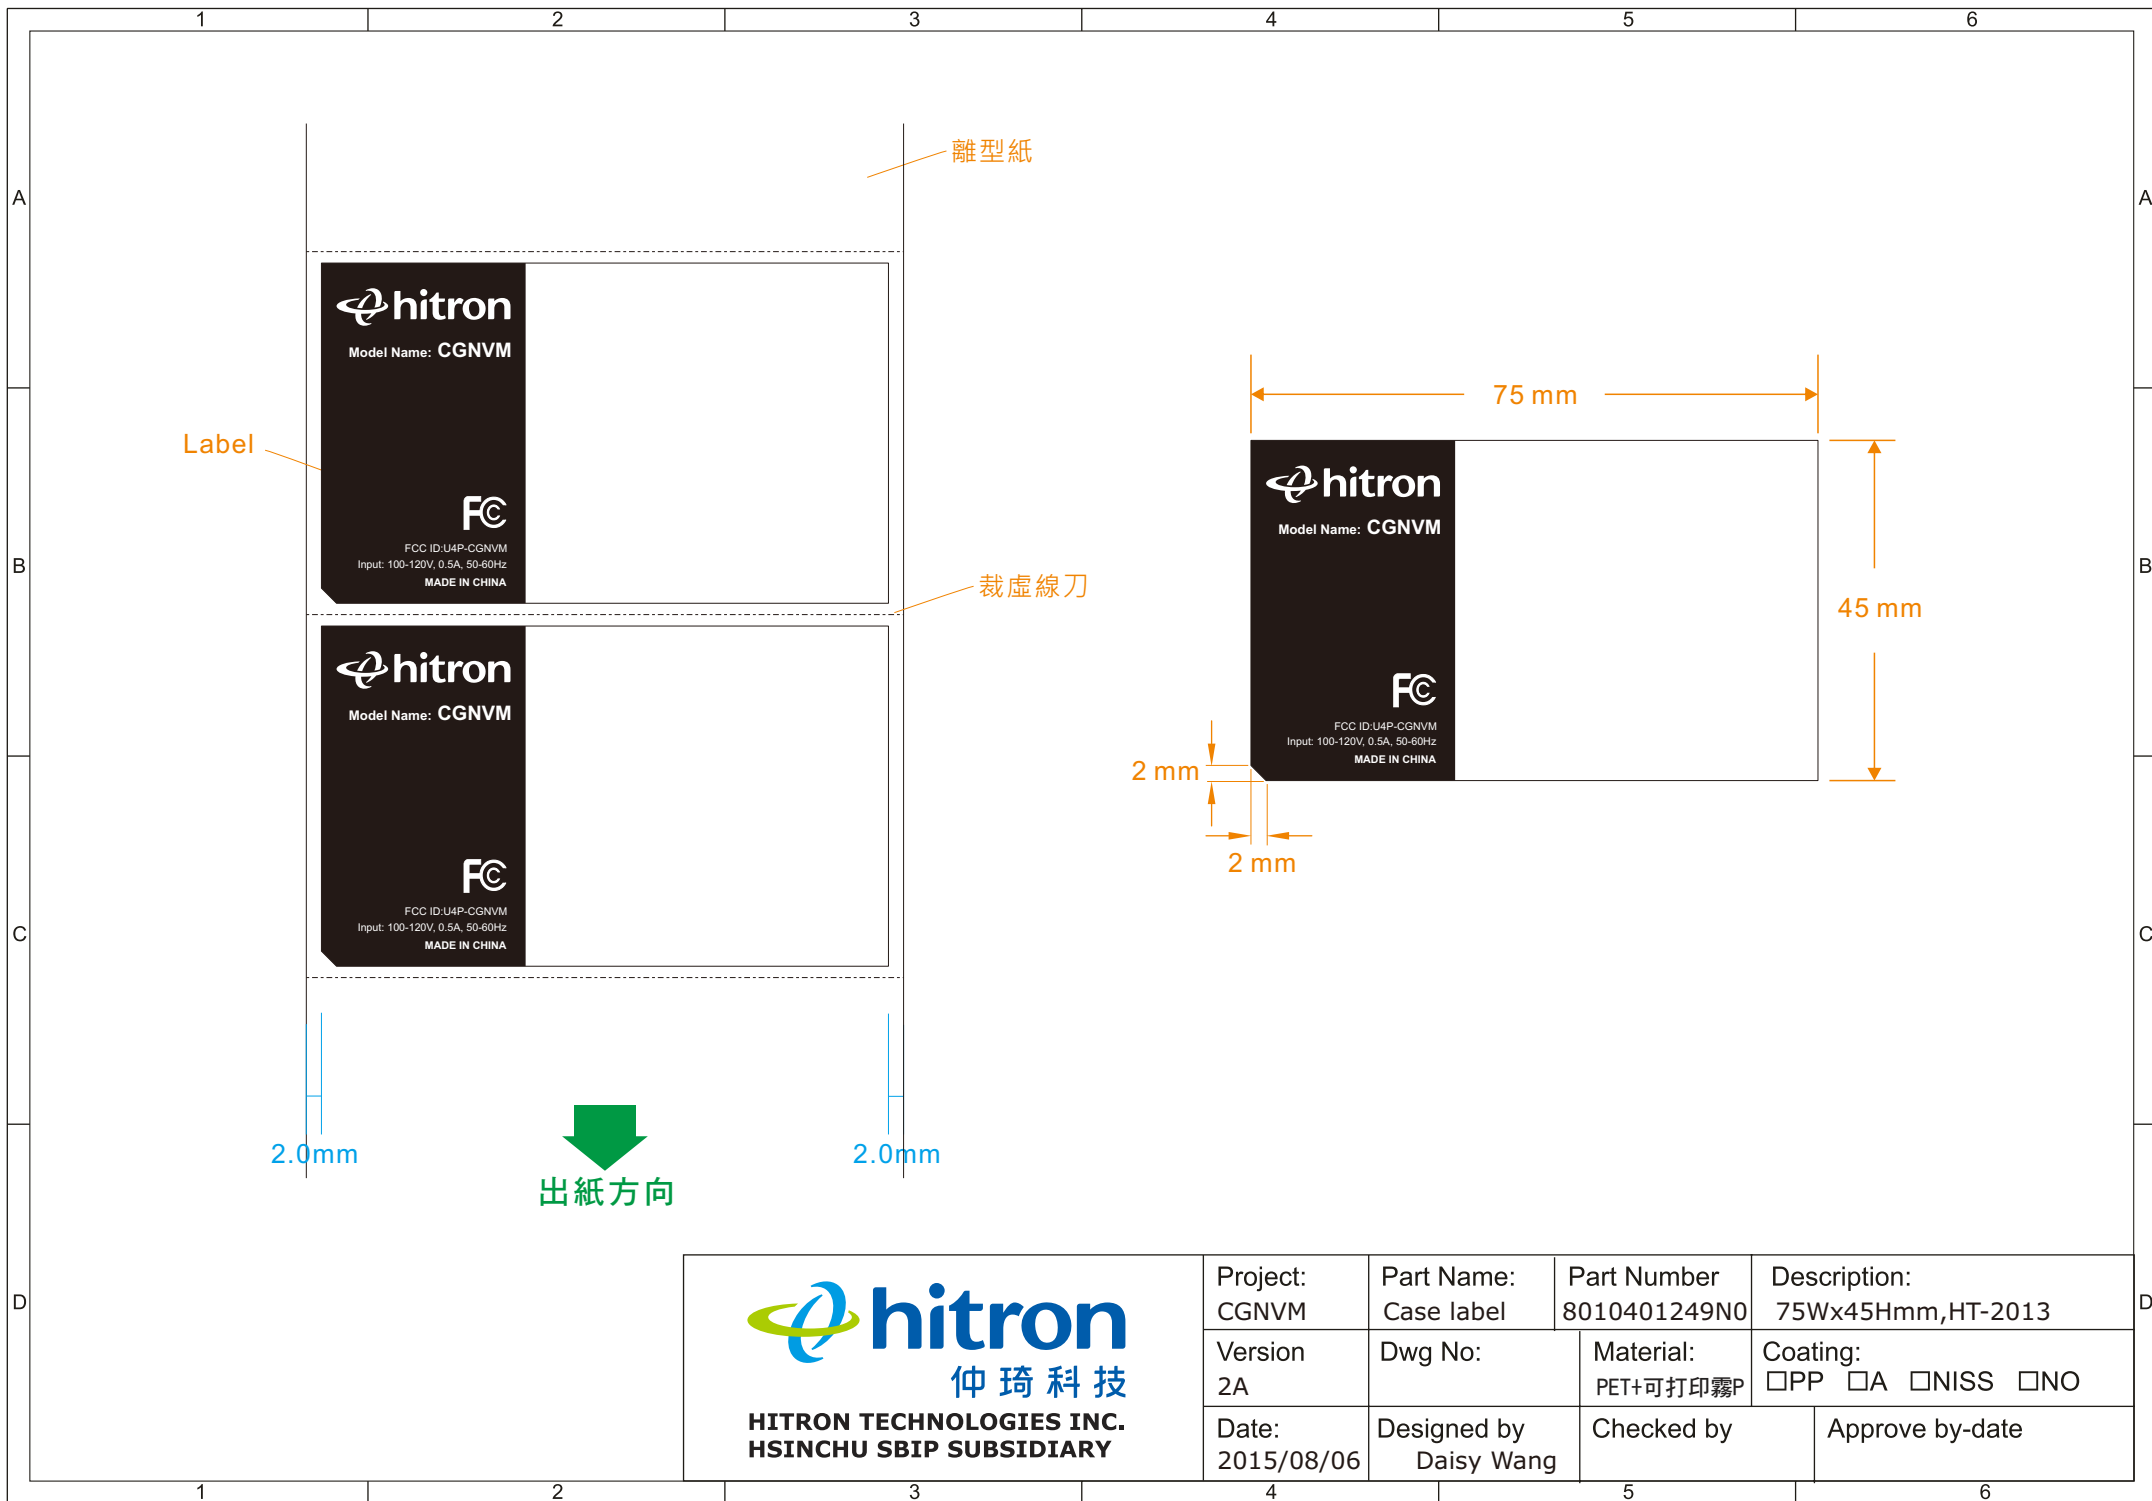 1 2 3 4 5 6
A A
離型紙
hitron
Model Name: CGNVM
Label
FC
FCC ID:U4P-CGNVM
Input: 100-120V, 0.5A, 50-60Hz
MADE IN CHINA
裁虛線刀
B B
hitron
Model Name: CGNVM
FC
FCC ID:U4P-CGNVM
Input: 100-120V, 0.5A, 50-60Hz
MADE IN CHINA
75 mm
hitron
Model Name: CGNVM
45 mm
FC
FCC ID:U4P-CGNVM
Input: 100-120V, 0.5A, 50-60Hz
MADE IN CHINA
2 mm
2 mm
C C
2.0mm
2.0mm
出紙方向
D D
hitron
仲琦科技
HITRON TECHNOLOGIES INC.
HSINCHU SBIP SUBSIDIARY
Project:
CGNVM
Part Name:
Case label
Part Number
8010401249N0
Description:
75Wx45Hmm,HT-2013
Version
2A
Dwg No:
Material:
PET+可打印霧P
Coating:
□PP □A □NISS □NO
Date:
2015/08/06
Designed by
Daisy Wang
Checked by
Approve by-date
1 2 3 4 5 6